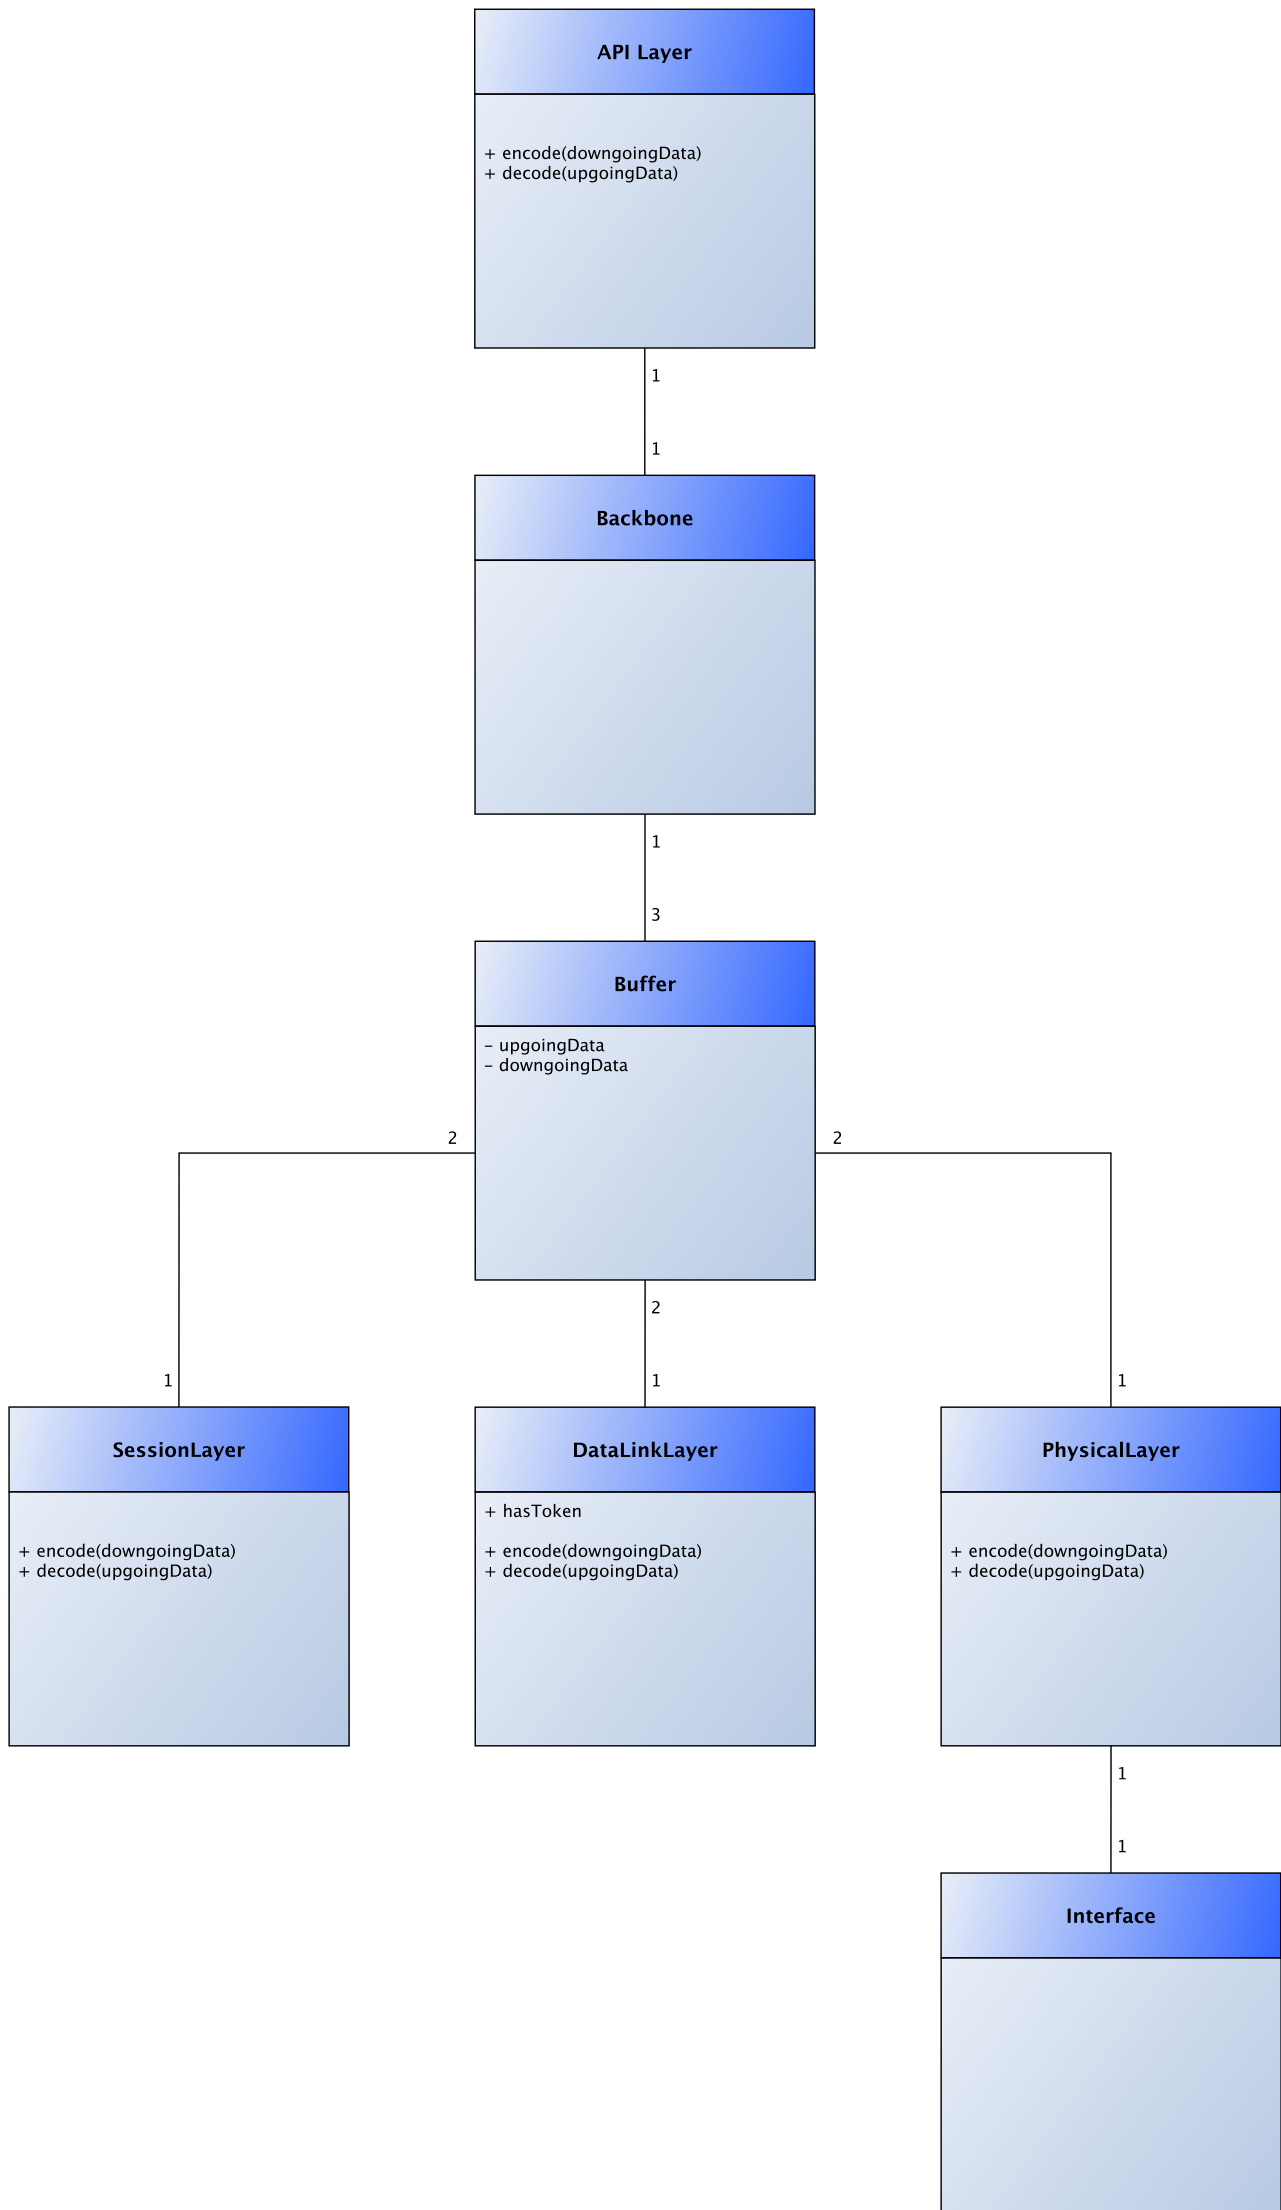 API Layer
+ encode(downgoingData)
+ decode(upgoingData)
1
1
Backbone
1
3
Buffer
– upgoingData
– downgoingData
2
2
2
1
1
1
SessionLayer
+ encode(downgoingData)
+ decode(upgoingData)
DataLinkLayer
+ hasToken
+ encode(downgoingData)
+ decode(upgoingData)
PhysicalLayer
+ encode(downgoingData)
+ decode(upgoingData)
1
1
Interface